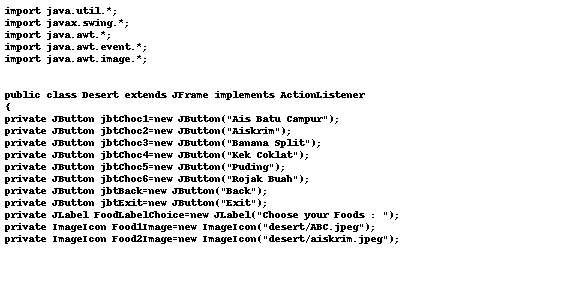 import java.util.*;
import javax.swing.*;
import java.awt.*;
import java.awt.event.*;
import java.awt.image.*;
public class Desert extends JFrame implements ActionListener
{
private JButton jbtChoc1=new JButton("Ais Batu Campur");
private JButton jbtChoc2=new JButton("Aiskrim");
private JButton jbtChoc3=new JButton("Banana Split");
private JButton jbtChoc4=new JButton("Kek Coklat");
private JButton jbtChoc5=new JButton("Puding");
private JButton jbtChoc6=new JButton("Rojak Buah");
private JButton jbtBack=new JButton("Back");
private JButton jbtExit=new JButton("Exit");
private JLabel FoodLabelChoice=new JLabel("Choose your Foods : ");
private ImageIcon Food1Image=new ImageIcon("desert/ABC.jpeg");
private ImageIcon Food2Image=new ImageIcon("desert/aiskrim.jpeg");